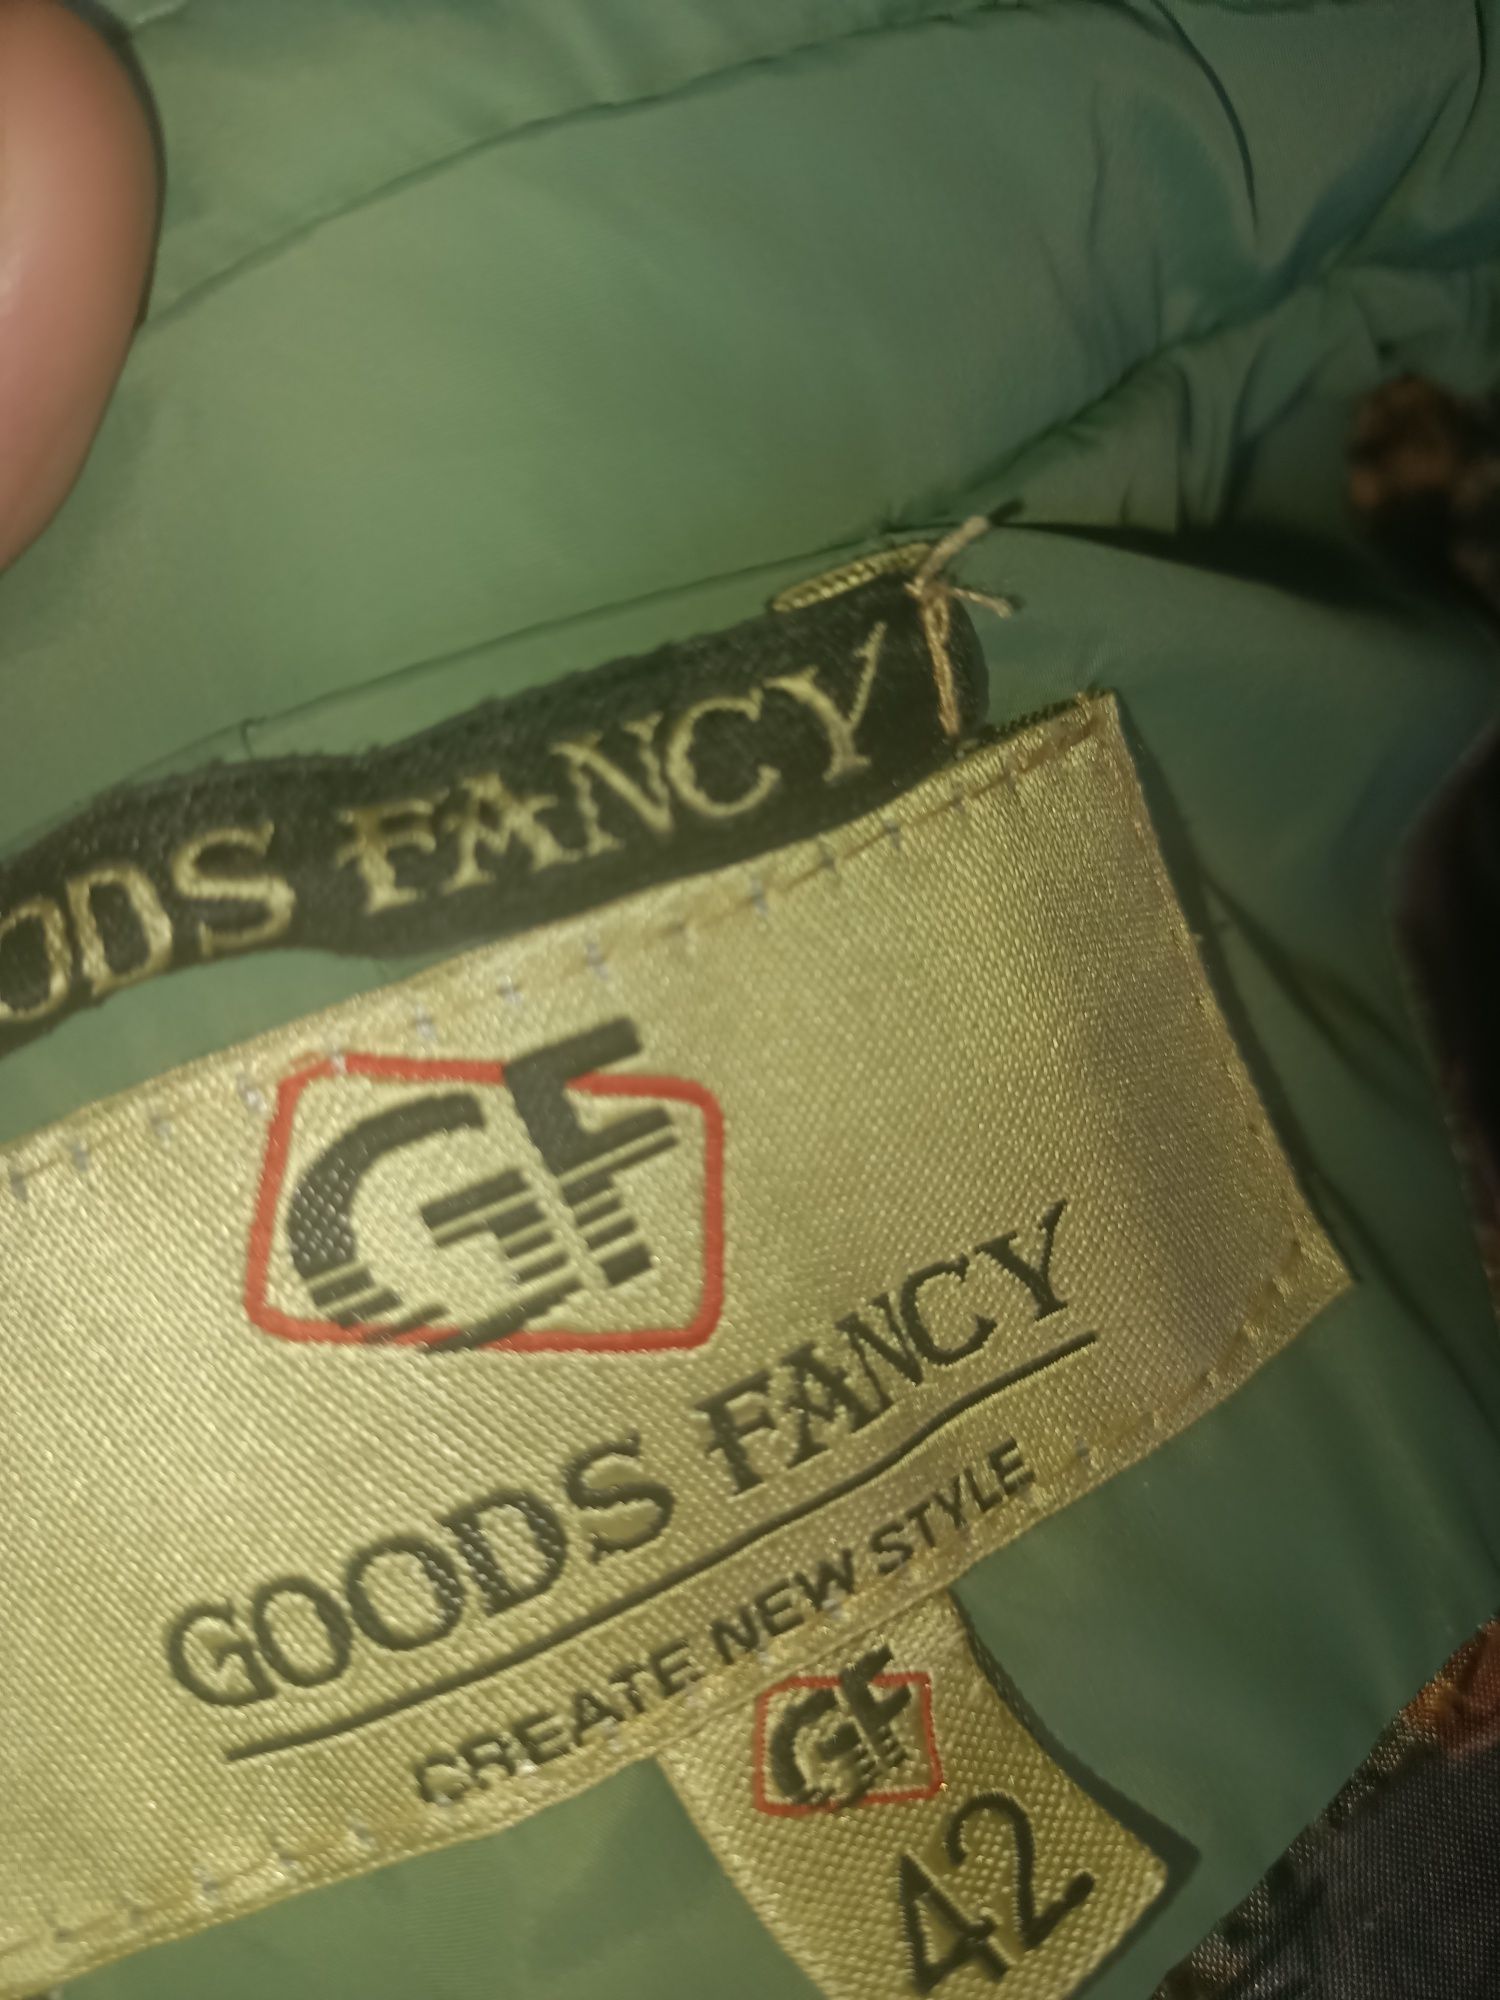 ODS FANCY
GF
GOODS FANCY
CREATE NEW STYLE
GF
42